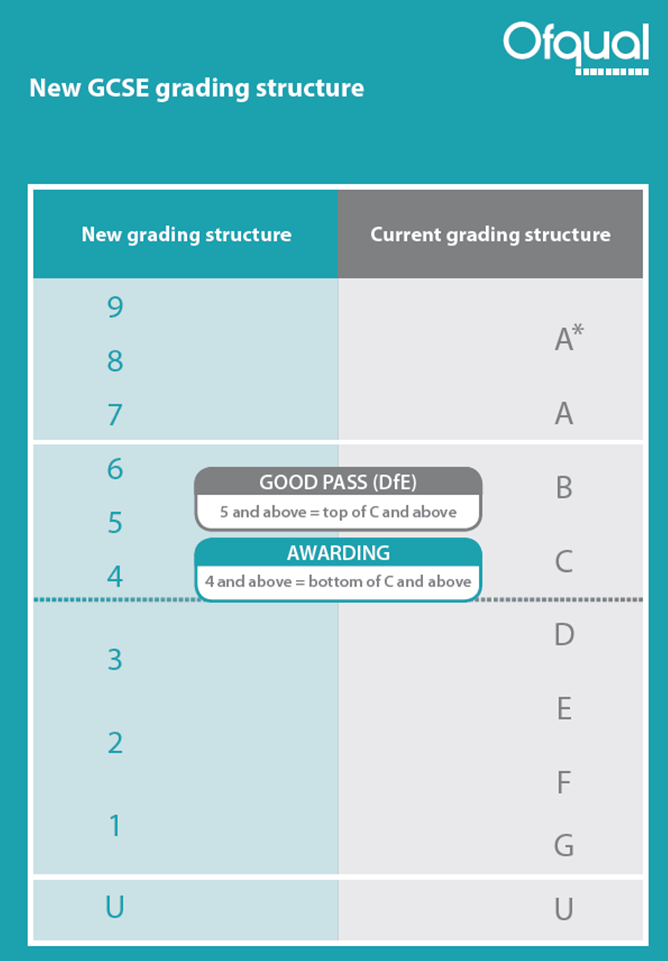 Ofqual
New GCSE grading structure
New grading structure
Current grading structure
9
8
7
A*
A
6
5
4
GOOD PASS (DfE)
5 and above = top of C and above
AWARDING
4 and above = bottom of C and above
B
C
3
2
1
D
E
F
G
U
U